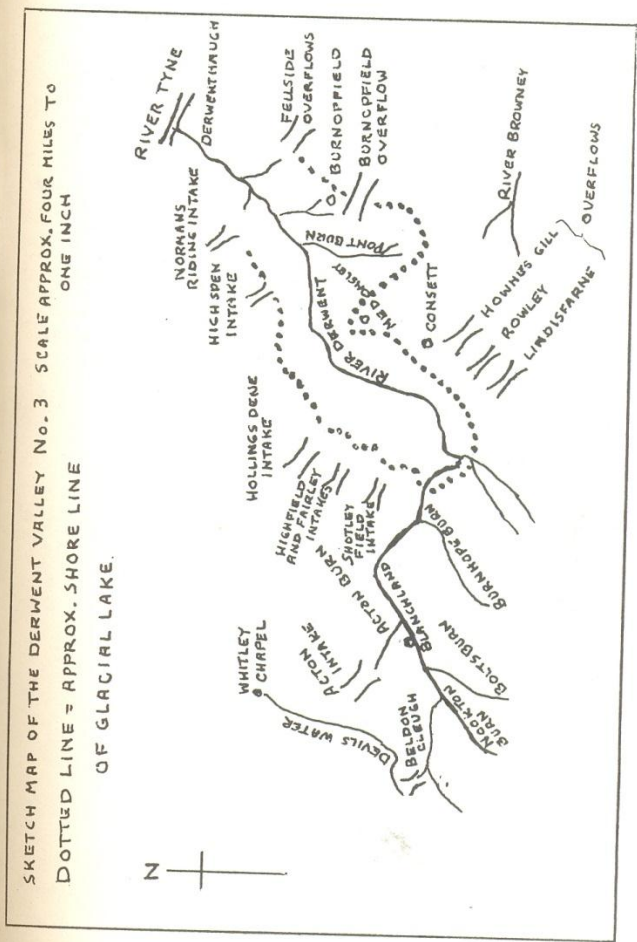 SKETCH MAP OF THE DERWENT VALLEY No. 3 SCALE APPROX. FOUR MILES TO
ONE INCH
DOTTED LINE = APPROX. SHORE LINE
OF GLACIAL LAKE.
N
RIVER TYNE
DERWENTHAUGH
NORMANS
RIDING INTAKE
HIGH SPEN
INTAKE
FELLSIDE
OVERFLOWS
BURNOPFIELD
BURNOPFIELD
OVERFLOW
PONT BURN
RIVER DERWENT
MEDOMSLEY
CONSETT
RIVER BROWNEY
HOWNES GILL
ROWLEY
LINDISFARNE
OVERFLOWS
HOLLINGS DENE
INTAKE
HIGHFIELD
AND FAIRLEY
INTAKES
SHOTLEY
FIELD
INTAKE
ACTON BURN
ACTON
INTAKE
WHITLEY
CHAPEL
DEVILS WATER
BELDON
CLEUGH
BLANCHLAND
BURNHOPE BURN
BOLTSBURN
NOOKTON
BURN